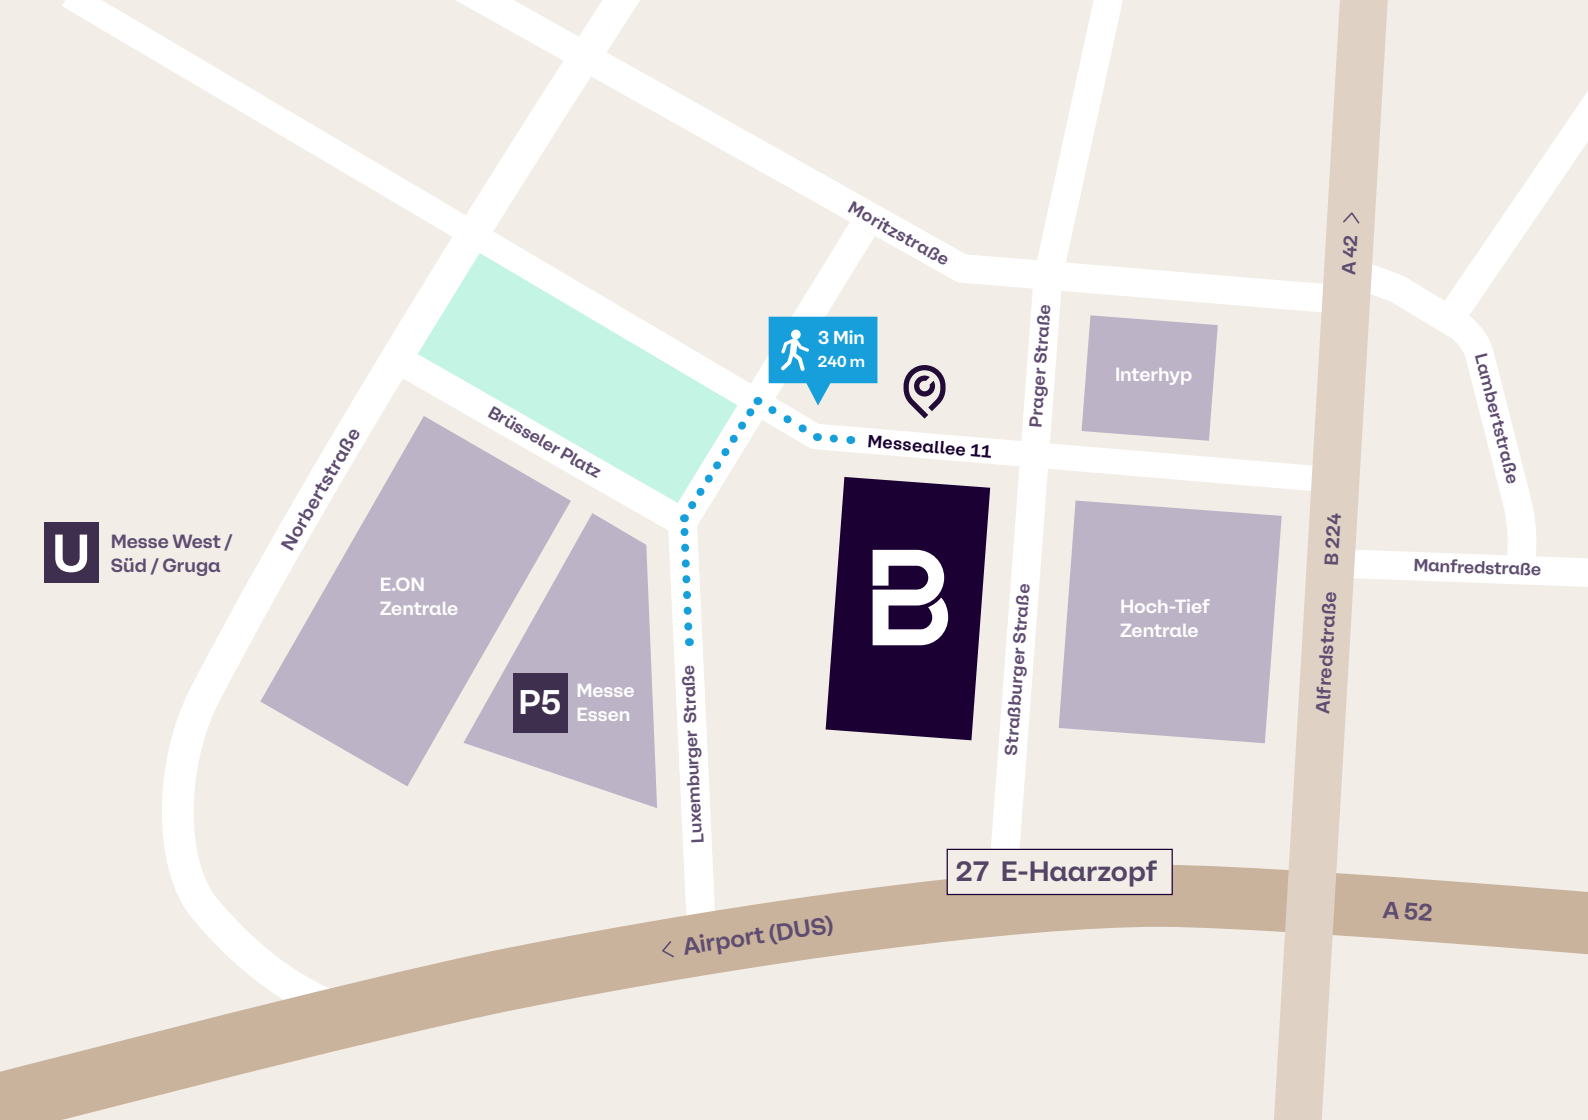 A 42 >
Moritzstraße
3 Min
240 m
Prager Straße
Interhyp
Lambertstraße
Messeallee 11
Brüsseler Platz
Norbertstraße
U
Messe West /
Süd / Gruga
E.ON
Zentrale
B
Hoch-Tief
Zentrale
Alfredstraße B 224
Manfredstraße
P5
Messe
Essen
Luxemburger Straße
Straßburger Straße
27 E-Haarzopf
A 52
< Airport (DUS)